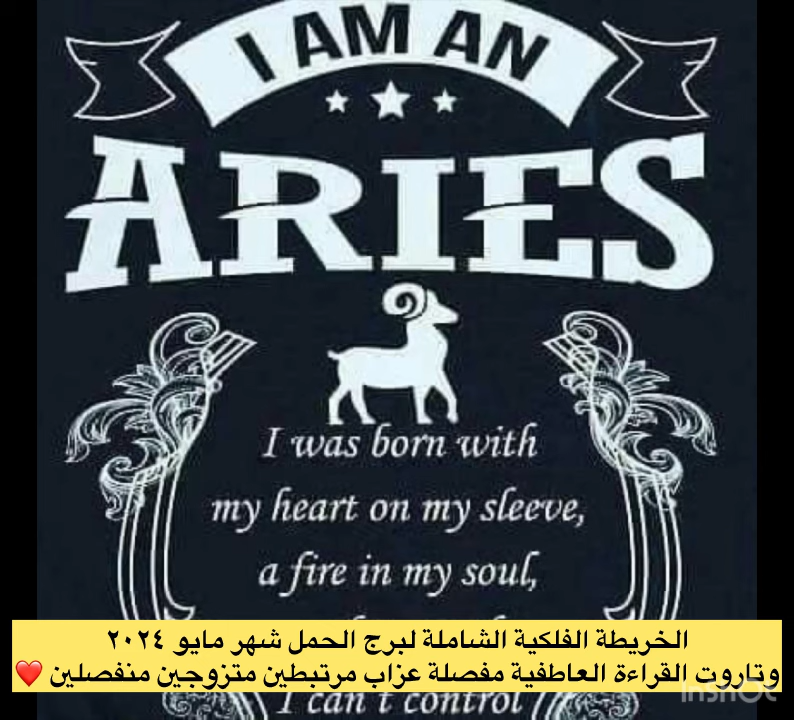 I AM AN
ARIES
I was born with
my heart on my sleeve,
a fire in my soul,
الخريطة الفلكية الشاملة لبرج الحمل شهر مايو ٢٠٢٤
وتاروت القراءة العاطفية مفصلة عزاب مرتبطين متزوجين منفصلين ❤️
I can't control
InShOt